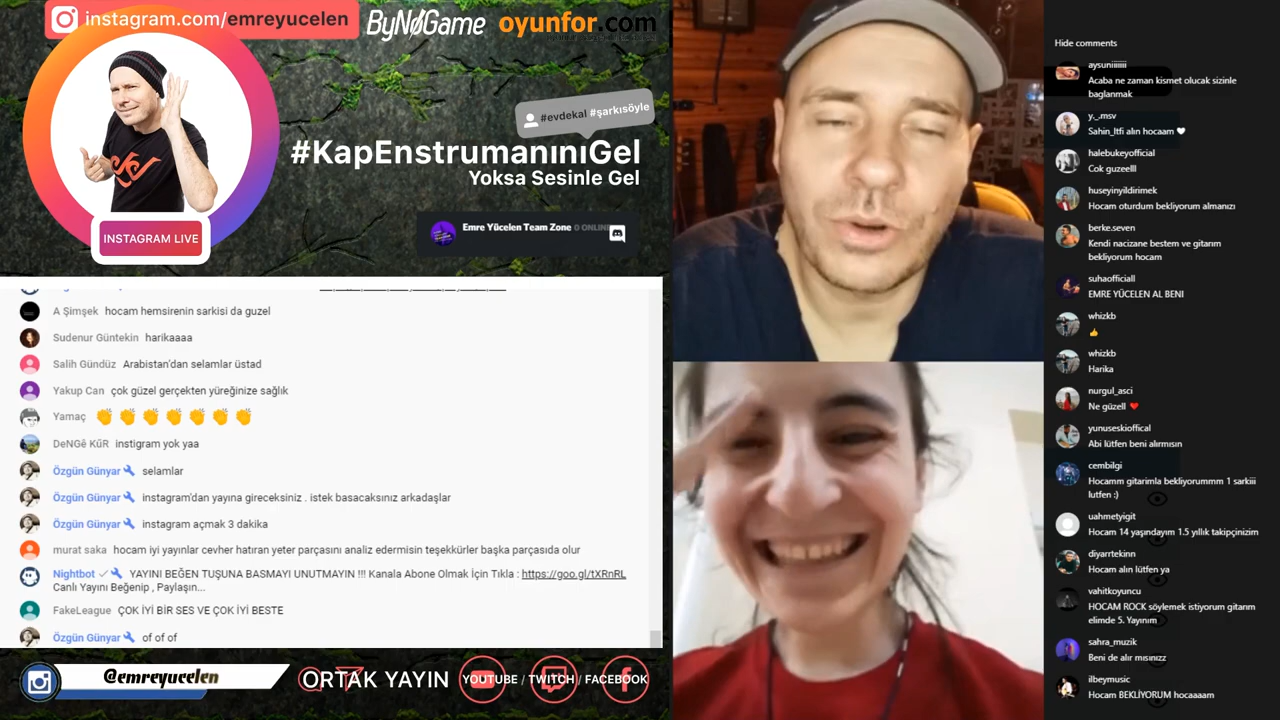 instagram.com/emreyucelen
ByNoGame
oyunfor.com
#evdekal #şarkısöyle
#KapEnstrumanınıGel
Yoksa Sesinle Gel
INSTAGRAM LIVE
Emre Yücelen Team Zone 0 ONLINE
A Şimşek hocam hemsirenin sarkisi da guzel
Sudenur Güntekin harikaaaa
Salih Gündüz Arabistan'dan selamlar üstad
Yakup Can çok güzel gerçekten yüreğinize sağlık
Yamaç 👏 👏 👏 👏 👏 👏 👏
DeNGê KûR instigram yok yaa
Özgün Günyar selamlar
Özgün Günyar instagram'dan yayına gireceksiniz . istek basacaksınız arkadaşlar
Özgün Günyar instagram açmak 3 dakika
murat saka hocam iyi yayınlar cevher hatıran yeter parçasını analiz edermisin teşekkürler başka parçasıda olur
Nightbot YAYINI BEĞEN TUŞUNA BASMAYI UNUTMAYIN !!! Kanala Abone Olmak İçin Tıkla : https://goo.gl/tXRnRL
Canlı Yayını Beğenip , Paylaşın...
FakeLeague ÇOK İYİ BİR SES VE ÇOK İYİ BESTE
Özgün Günyar of of of
@emreyucelen
ORTAK YAYIN
YOUTUBE / TWITCH / FACEBOOK
Hide comments
aysuniiiiiii
Acaba ne zaman kismet olucak sizinle
baglanmak
y._.msv
Sahin_ltfi alın hocaam 🤍
halebukeyofficial
Cok guzeelll
huseyinyildirimek
Hocam oturdum bekliyorum almanızı
berke.seven
Kendi nacizane bestem ve gitarım
bekliyorum hocam
suhaofficiall
EMRE YÜCELEN AL BENI
whizkb
👍
whizkb
Harika
nurgul_asci
Ne güzell ❤️
yunuseskioffical
Abi lütfen beni alırmısın
cembilgi
Hocamm gitarimla bekliyorummm 1 sarkiii
lutfen :)
uahmetyigit
Hocam 14 yaşındayım 1.5 yıllık takipçinizim
diyarrtekinn
Hocam alın lütfen ya
vahitkoyuncu
HOCAM ROCK söylemek istiyorum gitarım
elimde 5. Yayınım
sahra_muzik
Beni de alır mısınızz
ilbeymusic
Hocam BEKLİYORUM hocaaaam